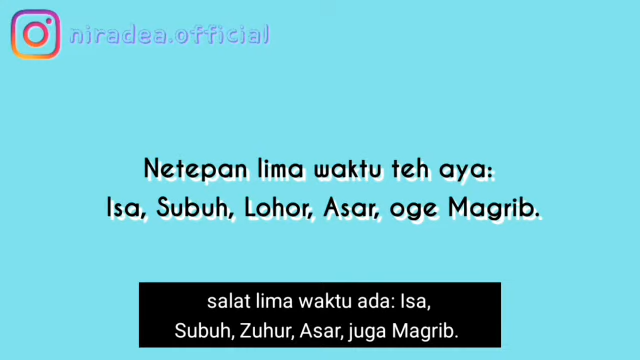 niradea.official
Netepan lima waktu teh aya:
Isa, Subuh, Lohor, Asar, oge Magrib.
salat lima waktu ada: Isa,
Subuh, Zuhur, Asar, juga Magrib.